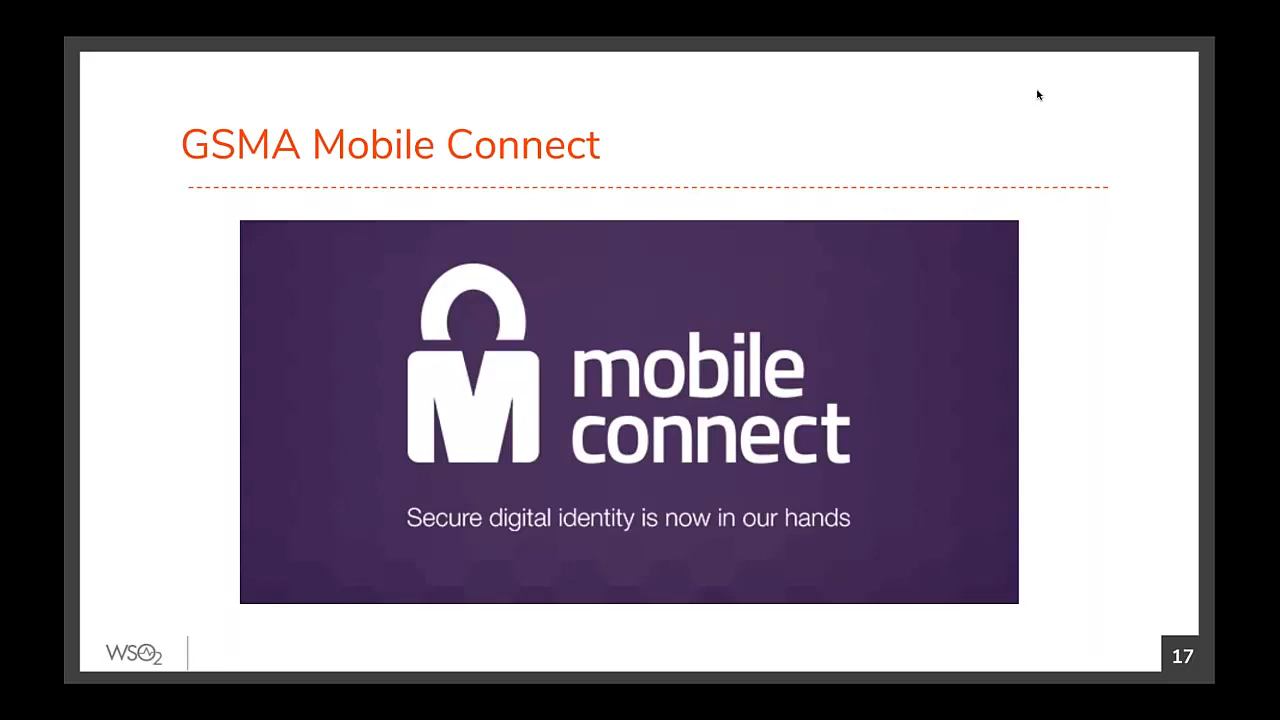 GSMA Mobile Connect
mobile
connect
Secure digital identity is now in our hands
WSO2
17